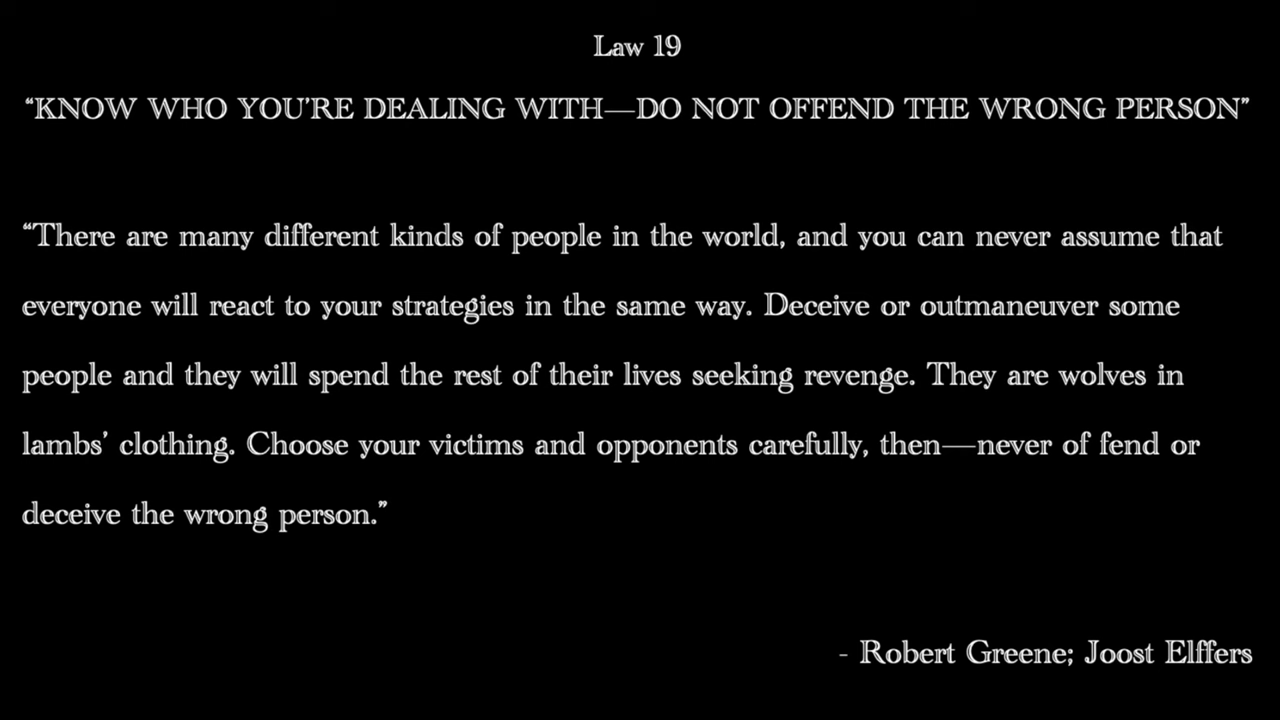 Law 19
“KNOW WHO YOU’RE DEALING WITH—DO NOT OFFEND THE WRONG PERSON”
“There are many different kinds of people in the world, and you can never assume that
everyone will react to your strategies in the same way. Deceive or outmaneuver some
people and they will spend the rest of their lives seeking revenge. They are wolves in
lambs’ clothing. Choose your victims and opponents carefully, then—never of fend or
deceive the wrong person.”
- Robert Greene; Joost Elffers